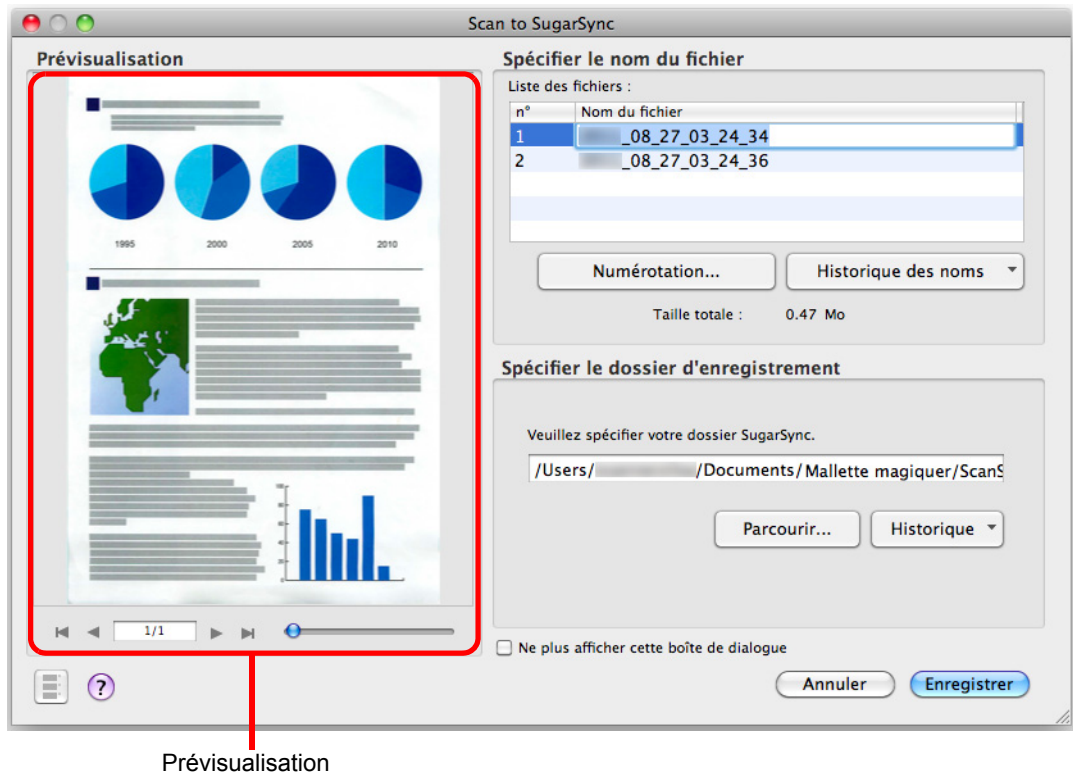 Scan to SugarSync
Prévisualisation
1995 2000 2005 2010
1/1
Spécifier le nom du fichier
Liste des fichiers :
n° Nom du fichier
1 _08_27_03_24_34
2 _08_27_03_24_36
Numérotation... Historique des noms
Taille totale : 0.47 Mo
Spécifier le dossier d'enregistrement
Veuillez spécifier votre dossier SugarSync.
/Users/ /Documents/Mallette magiquer/ScanS
Parcourir... Historique
Ne plus afficher cette boîte de dialogue
?
Annuler Enregistrer
Prévisualisation